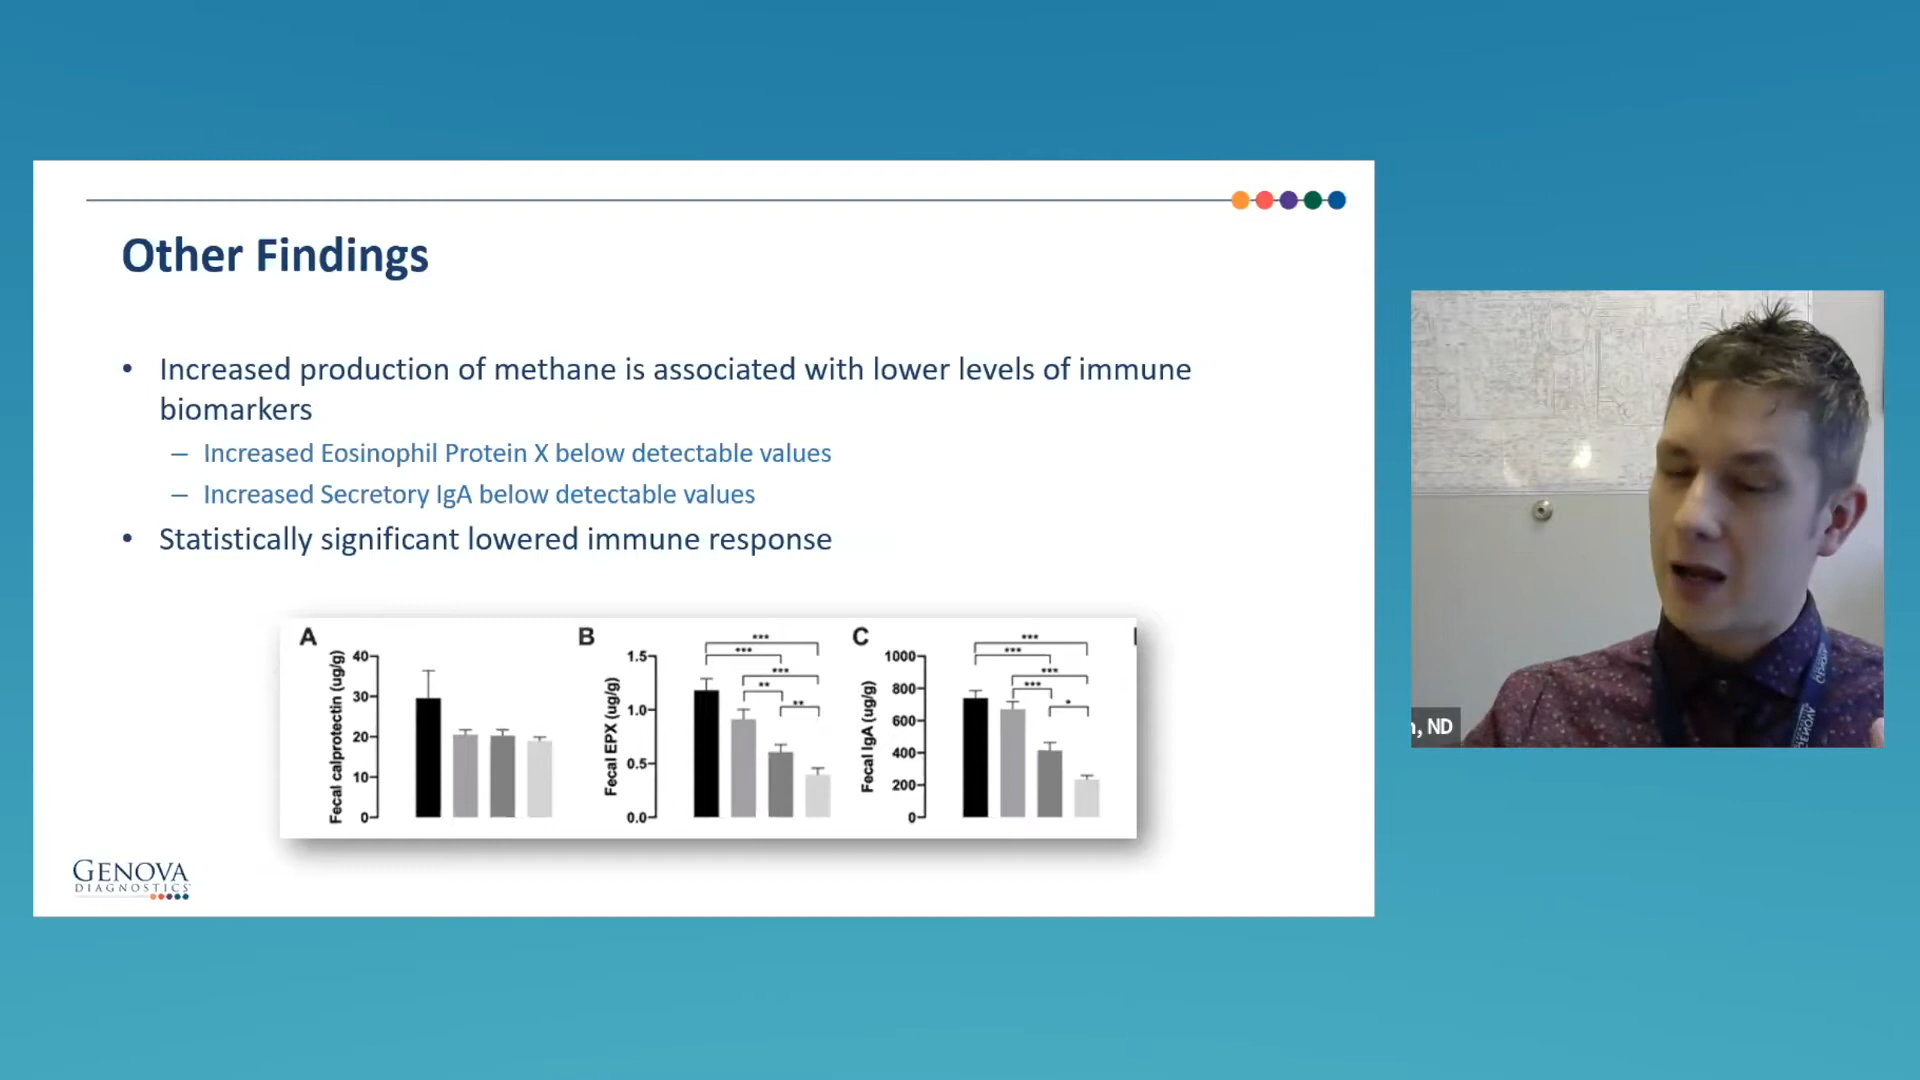 Other Findings
• Increased production of methane is associated with lower levels of immune
biomarkers
– Increased Eosinophil Protein X below detectable values
– Increased Secretory IgA below detectable values
• Statistically significant lowered immune response
A
Fecal calprotectin (ug/g)
40
30
20
10
0
B
Fecal EPX (ug/g)
1.5
1.0
0.5
0.0
***
***
***
**
**
C
Fecal IgA (ug/g)
1000
800
600
400
200
0
***
***
***
***
*
GENOVA
DIAGNOSTICS
, ND
GENOVA